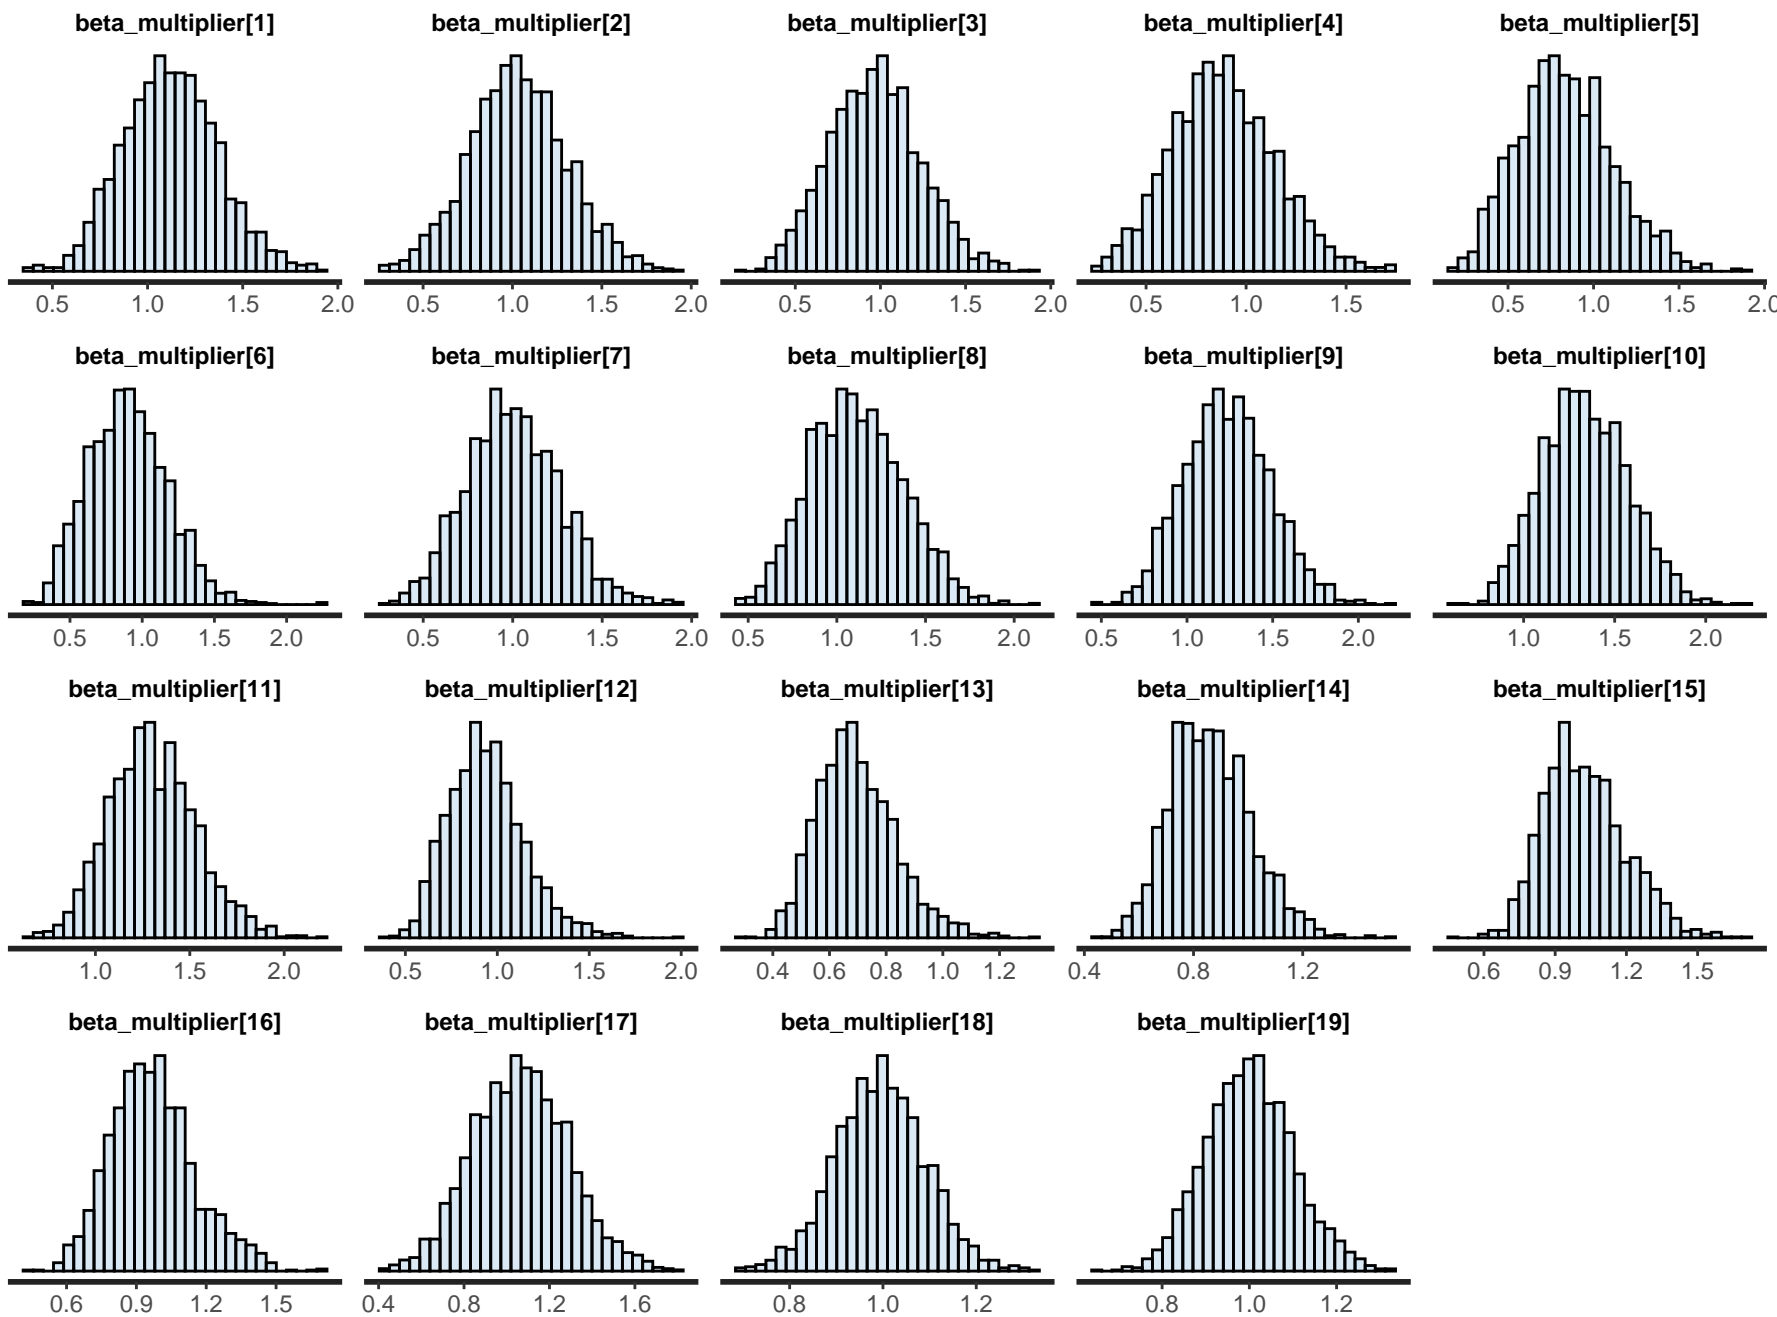 beta_multiplier[1] beta_multiplier[2] beta_multiplier[3] beta_multiplier[4] beta_multiplier[5]
0.5 1.0 1.5 2.0 0.5 1.0 1.5 2.0 0.5 1.0 1.5 2.0 0.5 1.0 1.5 0.5 1.0 1.5 2.0
beta_multiplier[6] beta_multiplier[7] beta_multiplier[8] beta_multiplier[9] beta_multiplier[10]
0.5 1.0 1.5 2.0 0.5 1.0 1.5 2.0 0.5 1.0 1.5 2.0 0.5 1.0 1.5 2.0 1.0 1.5 2.0
beta_multiplier[11] beta_multiplier[12] beta_multiplier[13] beta_multiplier[14] beta_multiplier[15]
1.0 1.5 2.0 0.5 1.0 1.5 2.0 0.4 0.6 0.8 1.0 1.2 0.4 0.8 1.2 0.6 0.9 1.2 1.5
beta_multiplier[16] beta_multiplier[17] beta_multiplier[18] beta_multiplier[19]
0.6 0.9 1.2 1.5 0.4 0.8 1.2 1.6 0.8 1.0 1.2 0.8 1.0 1.2